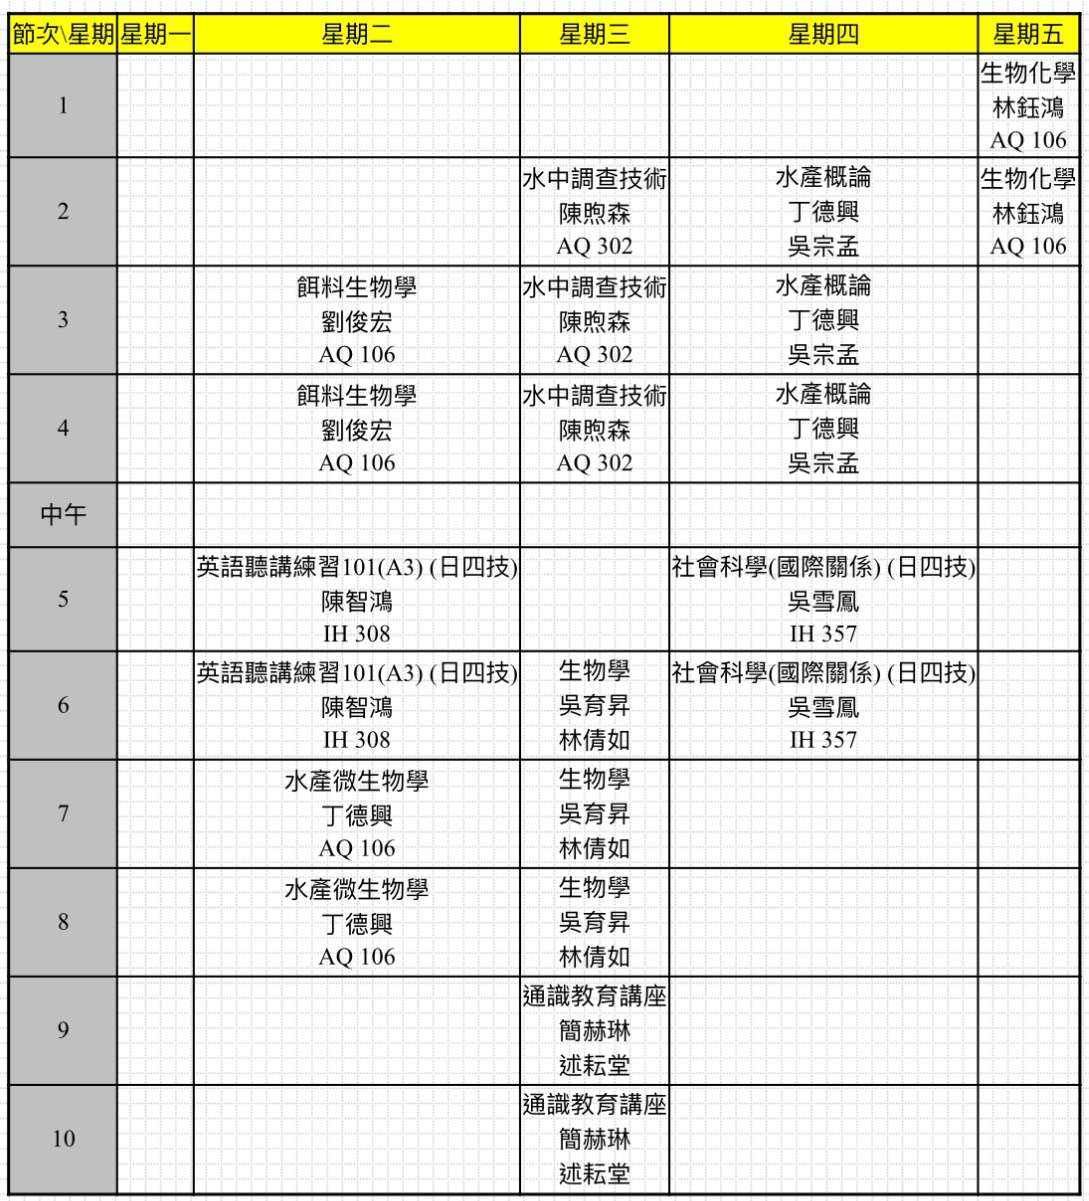 節次\星期 星期一 星期二 星期三 星期四 星期五
1
生物化學
林鈺鴻
AQ 106
2
水中調查技術
陳煦森
AQ 302
水產概論
丁德興
吳宗孟
生物化學
林鈺鴻
AQ 106
3
餌料生物學
劉俊宏
AQ 106
水中調查技術
陳煦森
AQ 302
水產概論
丁德興
吳宗孟
4
餌料生物學
劉俊宏
AQ 106
水中調查技術
陳煦森
AQ 302
水產概論
丁德興
吳宗孟
中午
5
英語聽講練習101(A3) (日四技)
陳智鴻
IH 308
社會科學(國際關係) (日四技)
吳雪鳳
IH 357
6
英語聽講練習101(A3) (日四技)
陳智鴻
IH 308
生物學
吳育昇
林倩如
社會科學(國際關係) (日四技)
吳雪鳳
IH 357
7
水產微生物學
丁德興
AQ 106
生物學
吳育昇
林倩如
8
水產微生物學
丁德興
AQ 106
生物學
吳育昇
林倩如
9
通識教育講座
簡赫琳
述耘堂
10
通識教育講座
簡赫琳
述耘堂